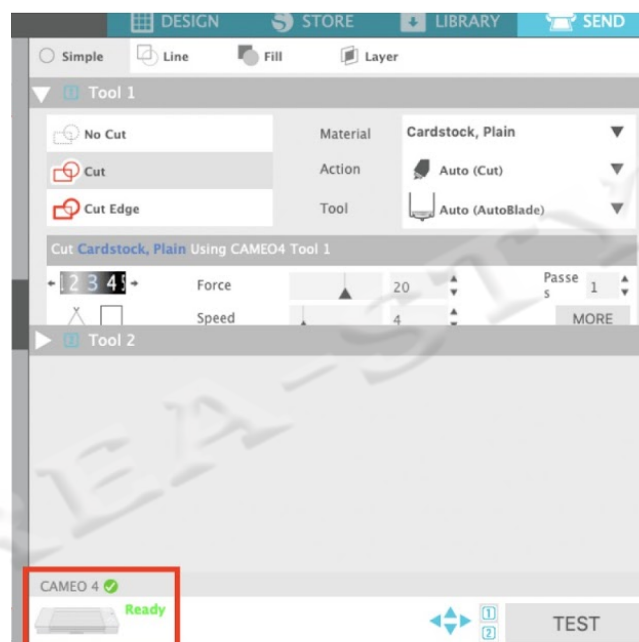 DESIGN STORE LIBRARY SEND
Simple Line Fill Layer
1 Tool 1
No Cut Material Cardstock, Plain
Cut Action Auto (Cut)
Cut Edge Tool Auto (AutoBlade)
Cut Cardstock, Plain Using CAMEO4 Tool 1
Force 20 Passe
s 1
Speed 4 MORE
2 Tool 2
CAMEO 4
Ready
1
2
TEST